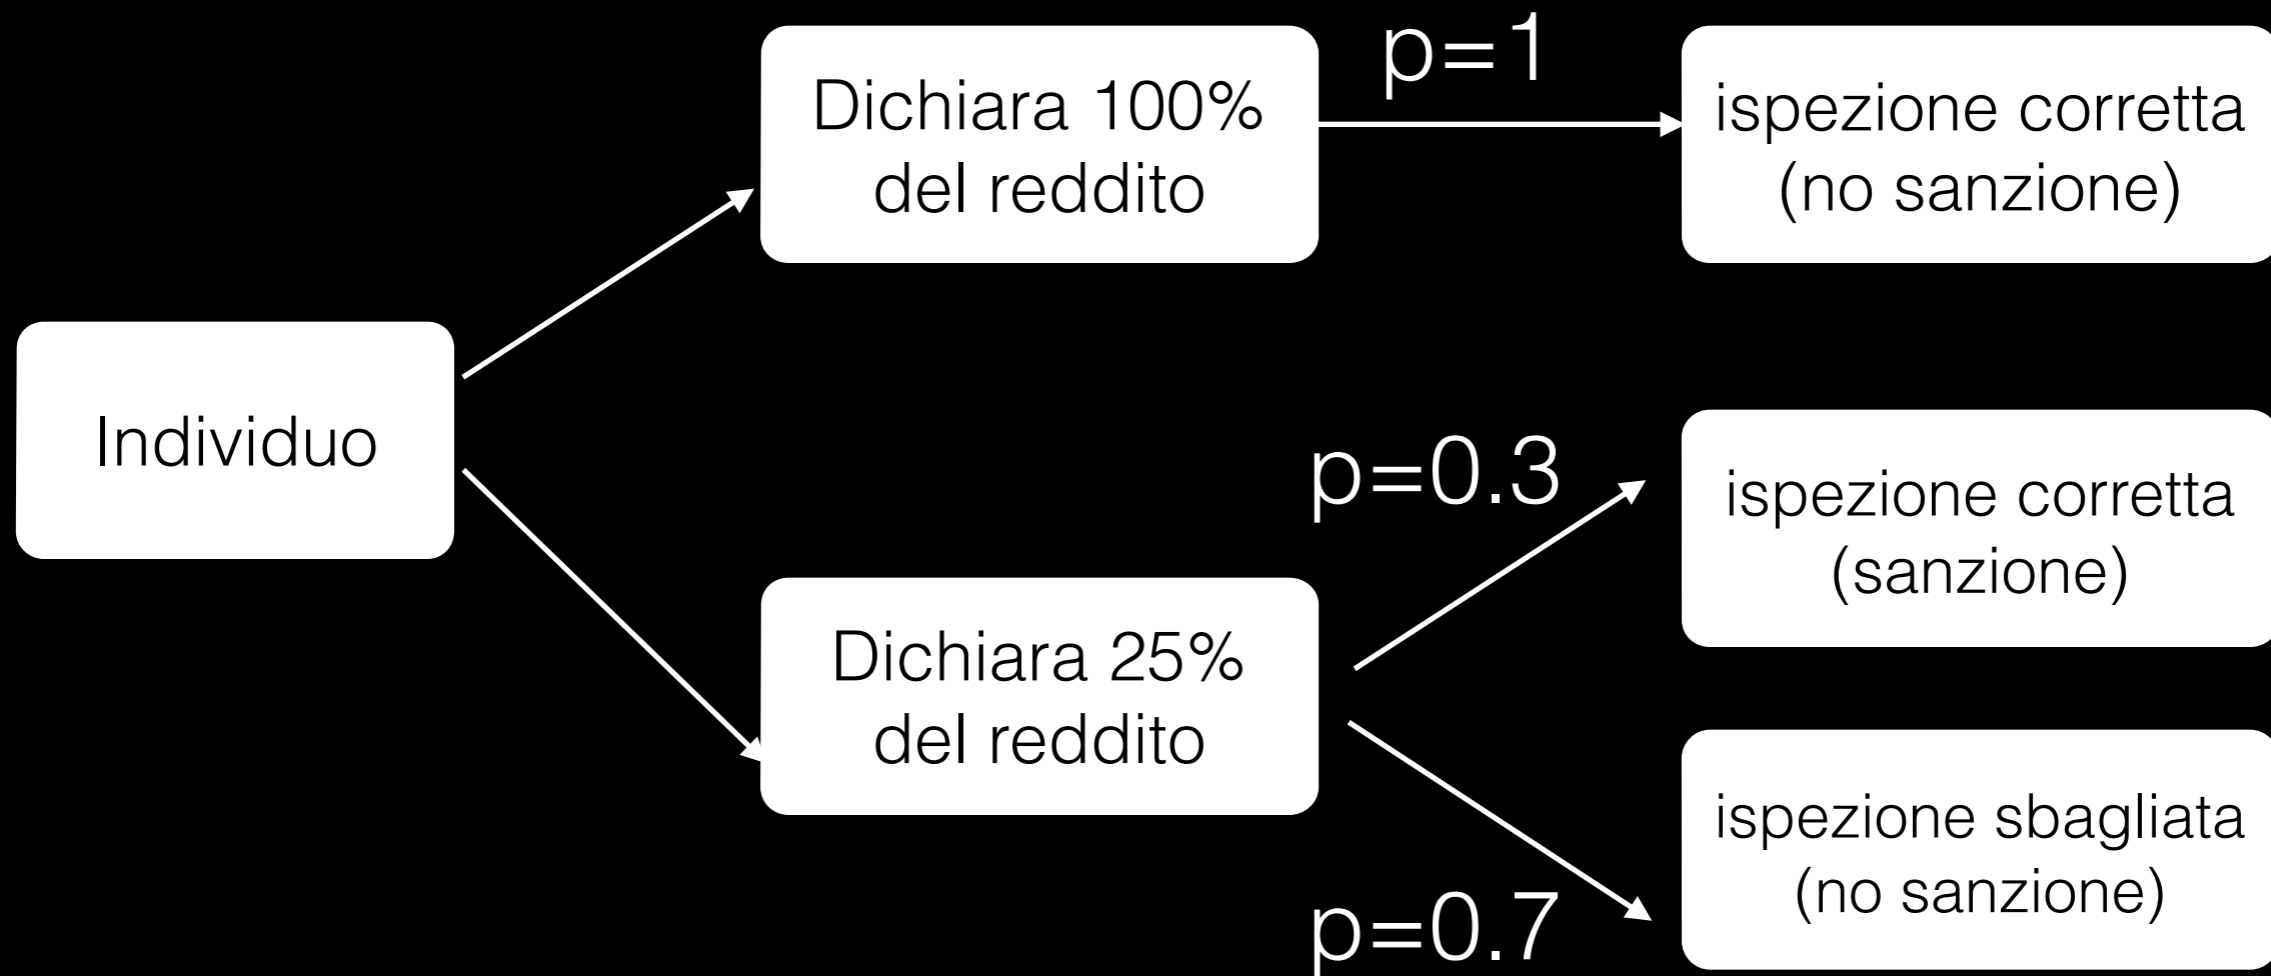 Individuo
Dichiara 100%
del reddito
p=1
ispezione corretta
(no sanzione)
Dichiara 25%
del reddito
p=0.3
ispezione corretta
(sanzione)
p=0.7
ispezione sbagliata
(no sanzione)